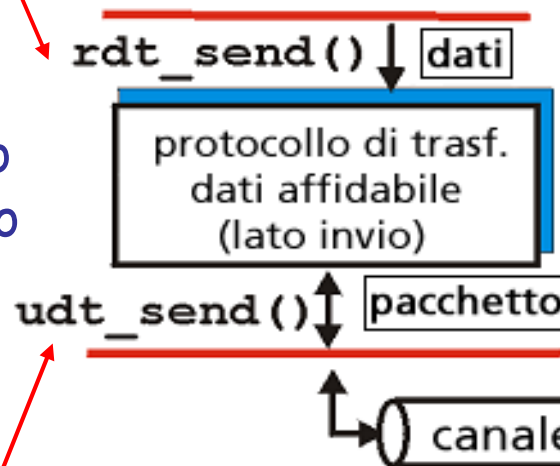 rdt_send() dati
protocollo di trasf.
dati affidabile
(lato invio)
udt_send() pacchetto
canale